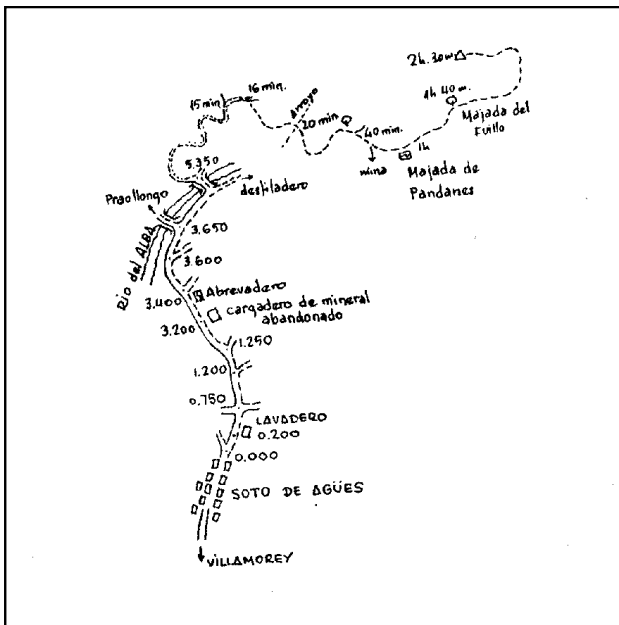 2h. 30m
1h 40m.
Majada del
Fuillo
16 min.
15 min
Arroyo
20 min
40 min.
1h
mina
Majada de
Pandanes
5.350
desfiladero
Praollongo
3.650
RIO del ALBA
3.600
3.400
Abrevadero
cargadero de mineral
abandonado
3.200
1.250
1.200
0.750
LAVADERO
0.200
0.000
SOTO DE AGÜES
VILLAMOREY